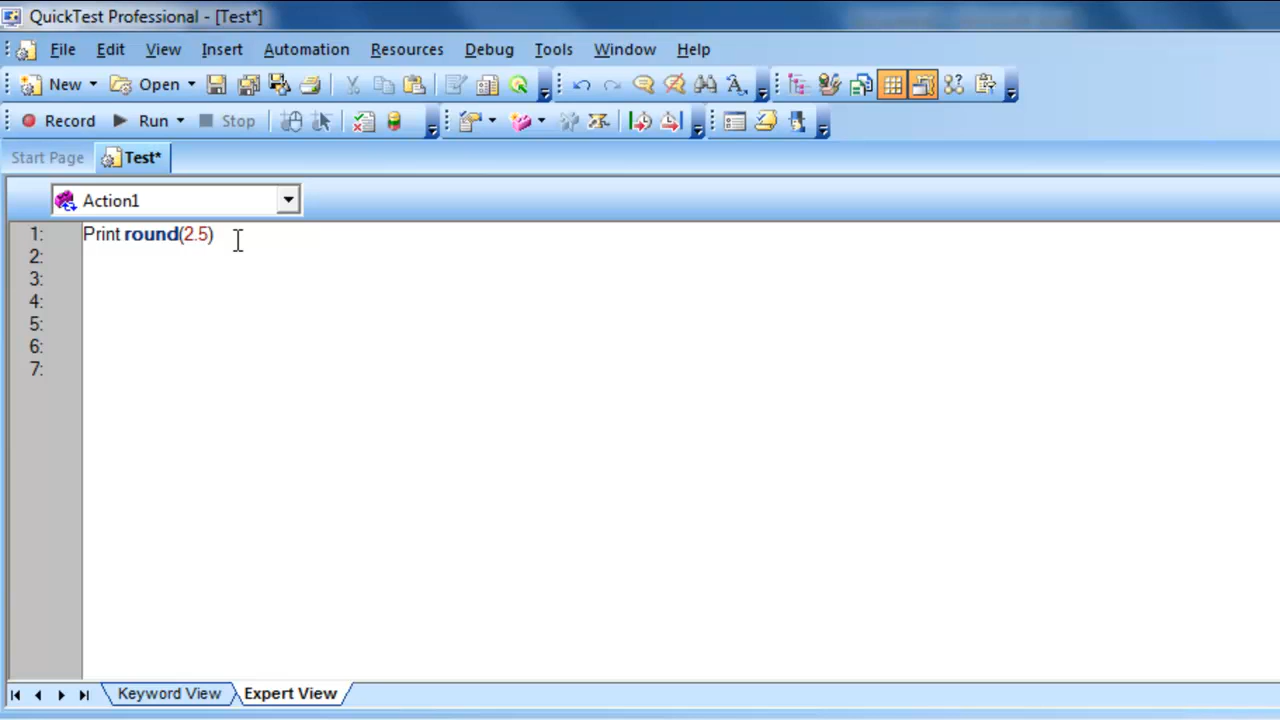 QuickTest Professional - [Test*]
File Edit View Insert Automation Resources Debug Tools Window Help
New Open
Record Run Stop
Start Page Test*
Action1
1: Print round(2.5)
2:
3:
4:
5:
6:
7:
Keyword View Expert View